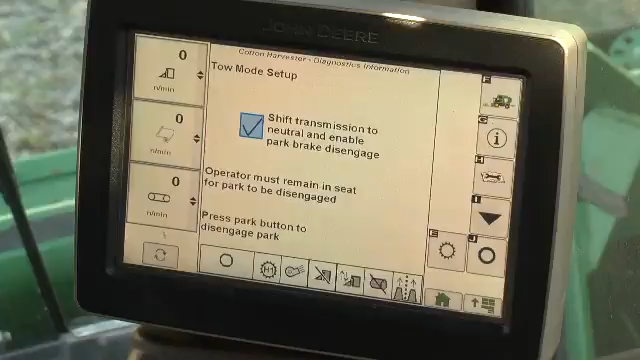 JOHN DEERE
Cotton Harvester - Diagnostics Information
Tow Mode Setup
0
n/min
0
n/min
0
n/min
Shift transmission to
neutral and enable
park brake disengage
Operator must remain in seat
for park to be disengaged
Press park button to
disengage park
F
G
H
I
E
J